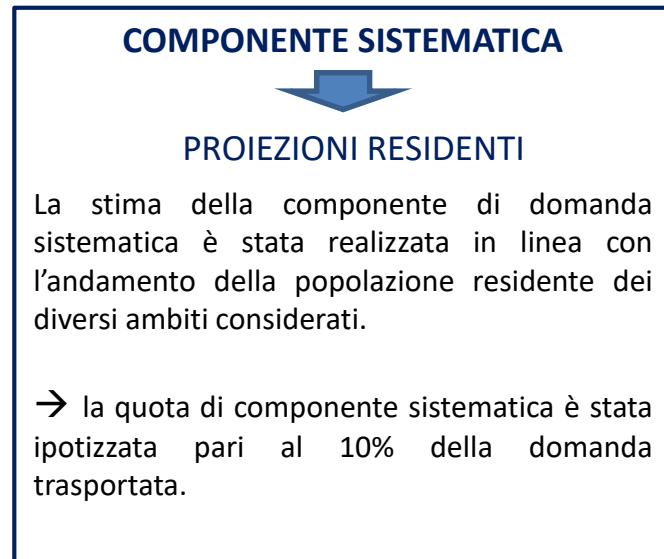 COMPONENTE SISTEMATICA
PROIEZIONI RESIDENTI
La stima della componente di domanda
sistematica è stata realizzata in linea con
l’andamento della popolazione residente dei
diversi ambiti considerati.
→ la quota di componente sistematica è stata
ipotizzata pari al 10% della domanda
trasportata.